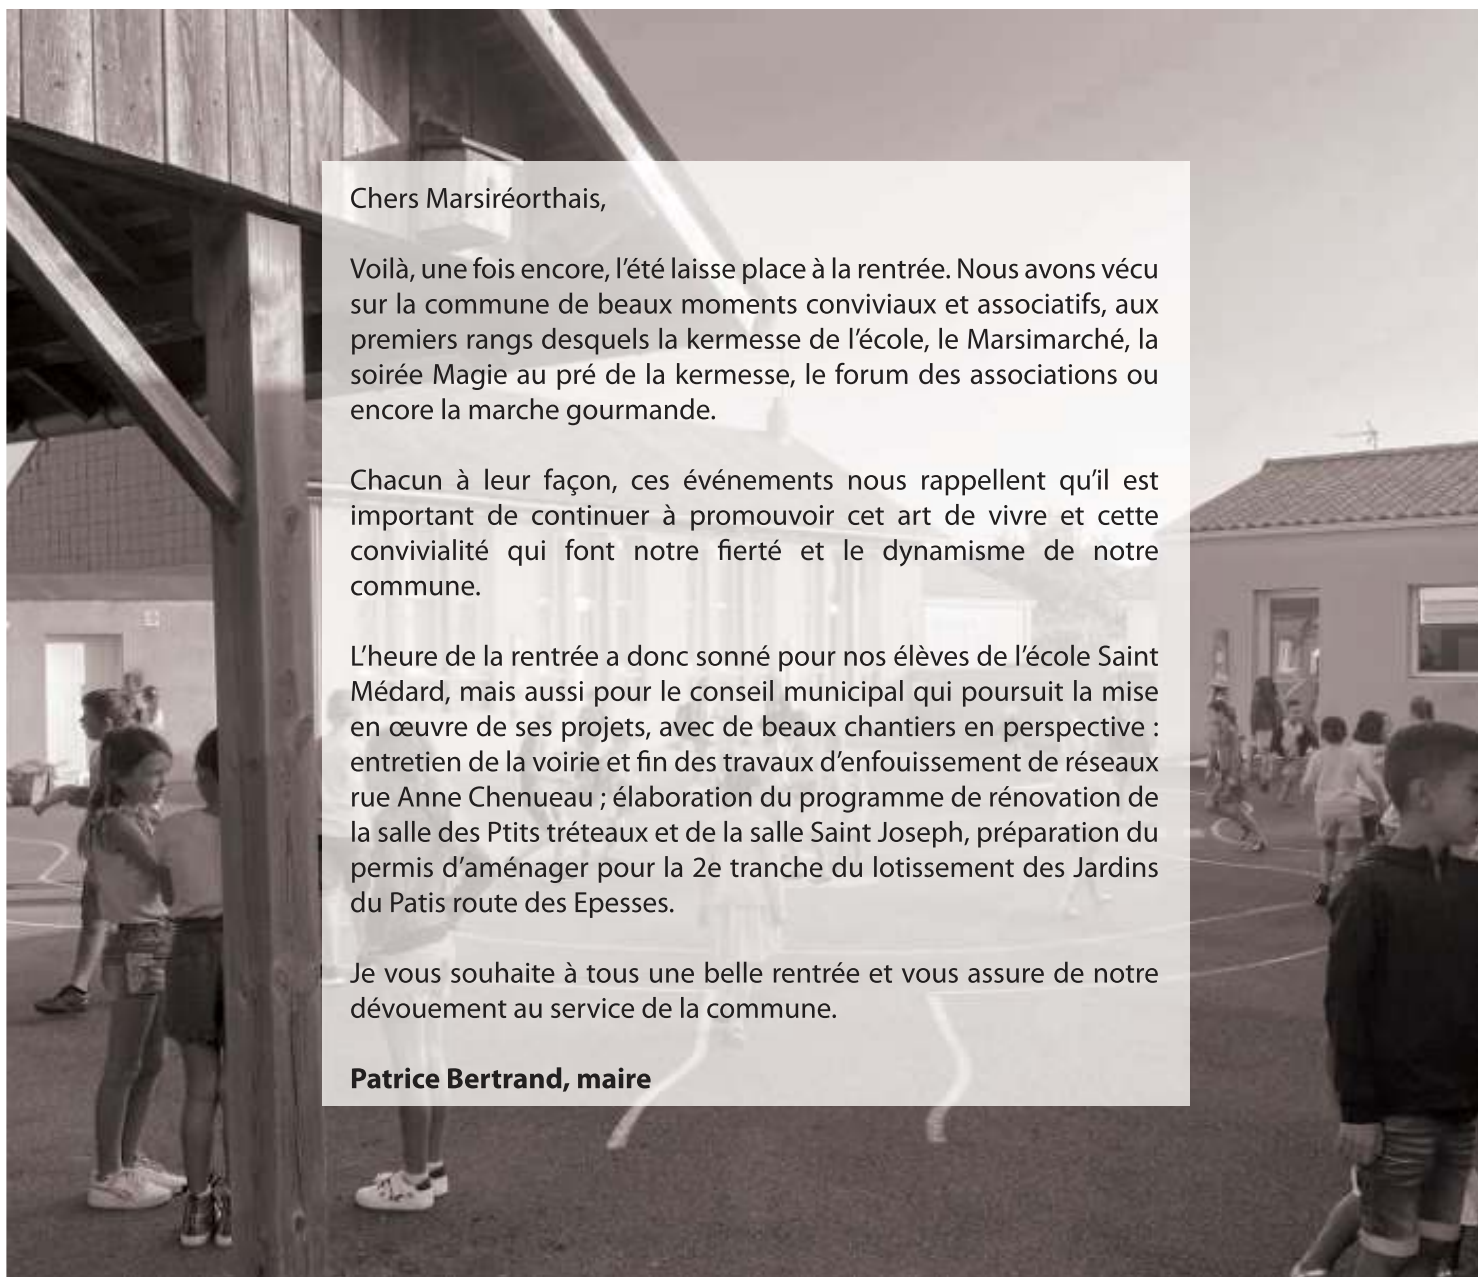 Chers Marsiréorthais,
Voilà, une fois encore, l'été laisse place à la rentrée. Nous avons vécu
sur la commune de beaux moments conviviaux et associatifs, aux
premiers rangs desquels la kermesse de l'école, le Marsimarché, la
soirée Magie au pré de la kermesse, le forum des associations ou
encore la marche gourmande.
Chacun à leur façon, ces événements nous rappellent qu'il est
important de continuer à promouvoir cet art de vivre et cette
convivialité qui font notre fierté et le dynamisme de notre
commune.
L'heure de la rentrée a donc sonné pour nos élèves de l'école Saint
Médard, mais aussi pour le conseil municipal qui poursuit la mise
en œuvre de ses projets, avec de beaux chantiers en perspective :
entretien de la voirie et fin des travaux d'enfouissement de réseaux
rue Anne Chenueau ; élaboration du programme de rénovation de
la salle des Ptits tréteaux et de la salle Saint Joseph, préparation du
permis d'aménager pour la 2e tranche du lotissement des Jardins
du Patis route des Epesses.
Je vous souhaite à tous une belle rentrée et vous assure de notre
dévouement au service de la commune.
Patrice Bertrand, maire